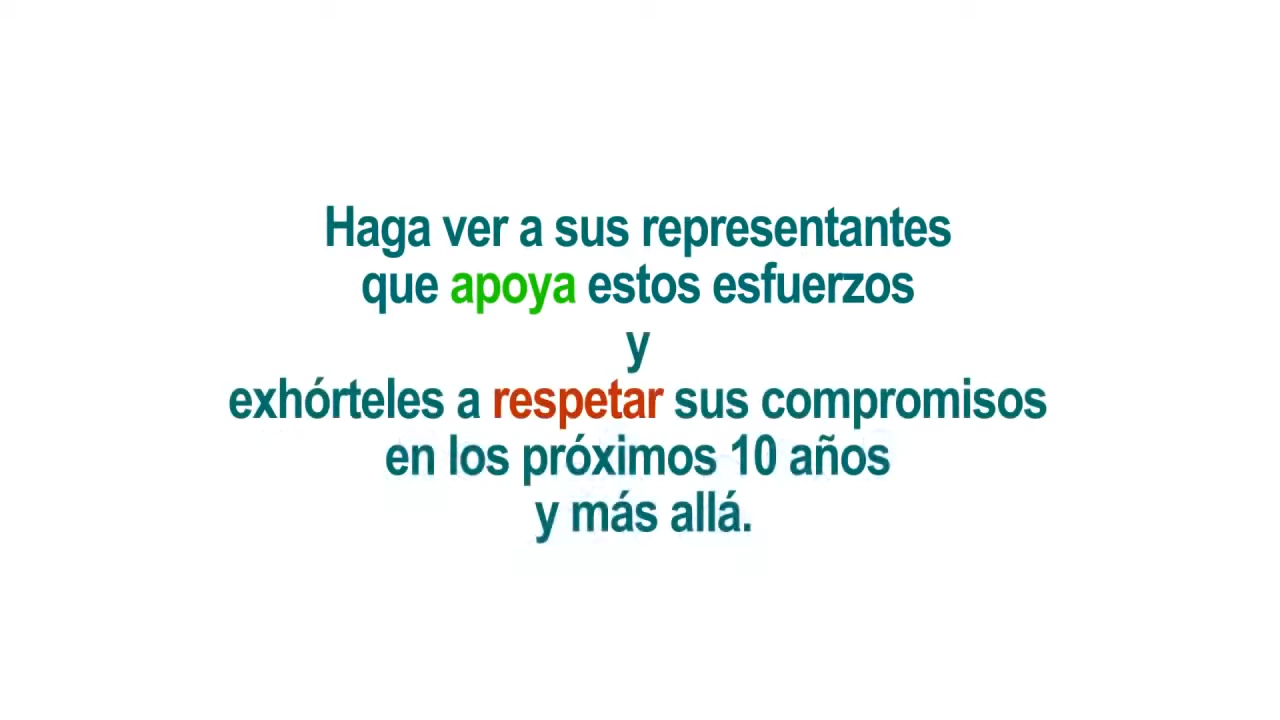 Haga ver a sus representantes
que apoya estos esfuerzos
y
exhórteles a respetar sus compromisos
en los próximos 10 años
y más allá.